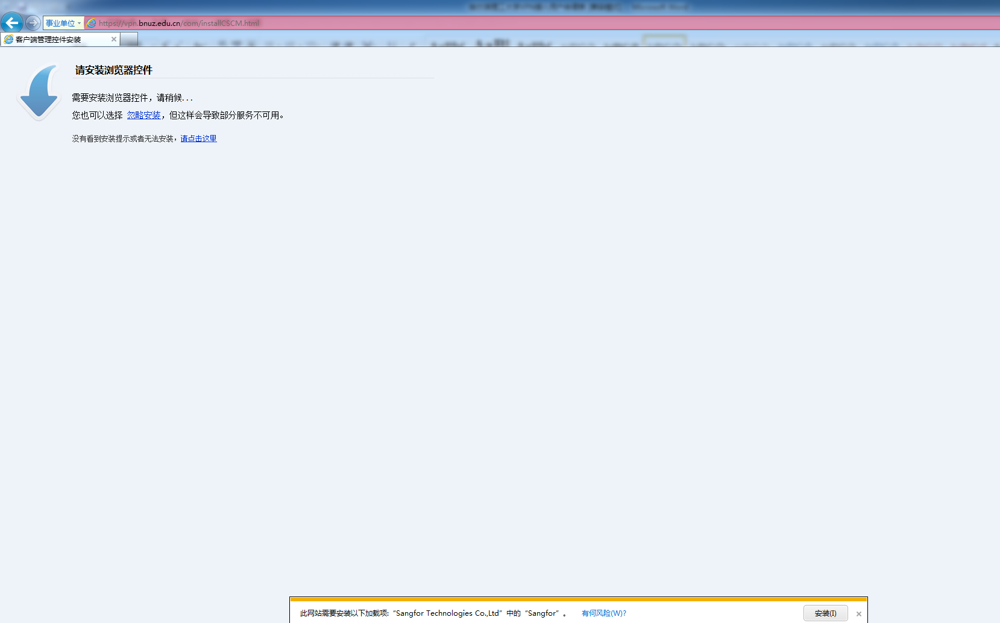 事业单位
https://vpn.bnuz.edu.cn/com/installCSCM.html
客户端管理控件安装
请安装浏览器控件
需要安装浏览器控件，请稍候...
您也可以选择 忽略安装，但这样会导致部分服务不可用。
没有看到安装提示或者无法安装，请点击这里
此网站需要安装以下加载项:“Sangfor Technologies Co.,Ltd”中的“Sangfor”。 有何风险(W)? 安装(I)